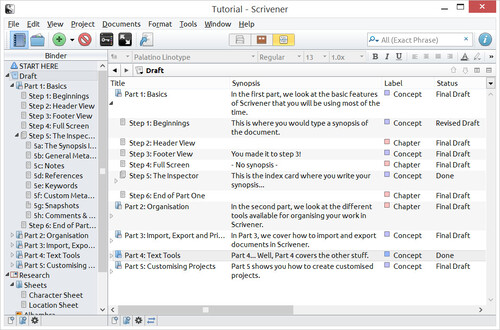 Tutorial - Scrivener
File Edit View Project Documents Format Tools Window Help
All (Exact Phrase)
Binder
Palatino Linotype Regular 13 1.0x B I U
START HERE
Draft
Part 1: Basics
Step 1: Beginnings
Step 2: Header View
Step 3: Footer View
Step 4: Full Screen
Step 5: The Inspec...
5a: The Synopsis I
5b: General Meta...
5c: Notes
5d: References
5e: Keywords
5f: Custom Meta...
5g: Snapshots
5h: Comments &...
Step 6: End of Part...
Part 2: Organisation
Part 3: Import, Export...
Part 4: Text Tools
Part 5: Customising...
Research
Sheets
Character Sheet
Location Sheet
Alhambra
Draft
Title Synopsis Label Status
Part 1: Basics In the first part, we look at the basic features Concept Final Draft
of Scrivener that you will be using most of
the time.
Step 1: Beginnings This is where you would type a synopsis of Concept Revised Draft
the document.
Step 2: Header View Chapter Final Draft
Step 3: Footer View You made it to step 3! Concept Final Draft
Step 4: Full Screen - No synopsis - Chapter Final Draft
Step 5: The Inspector This is the index card where you write your Concept Done
synopsis...
Step 6: End of Part One Chapter Final Draft
Part 2: Organisation In the second part, we look at the different Chapter Final Draft
tools available for organising your work in
Scrivener.
Part 3: Import, Export and Pri... In Part 3, we cover how to import and export Concept Final Draft
documents in Scrivener.
Part 4: Text Tools Part 4... Well, Part 4 covers the other stuff. Concept Done
Part 5: Customising Projects Part 5 shows you how to create customised Concept Final Draft
projects.